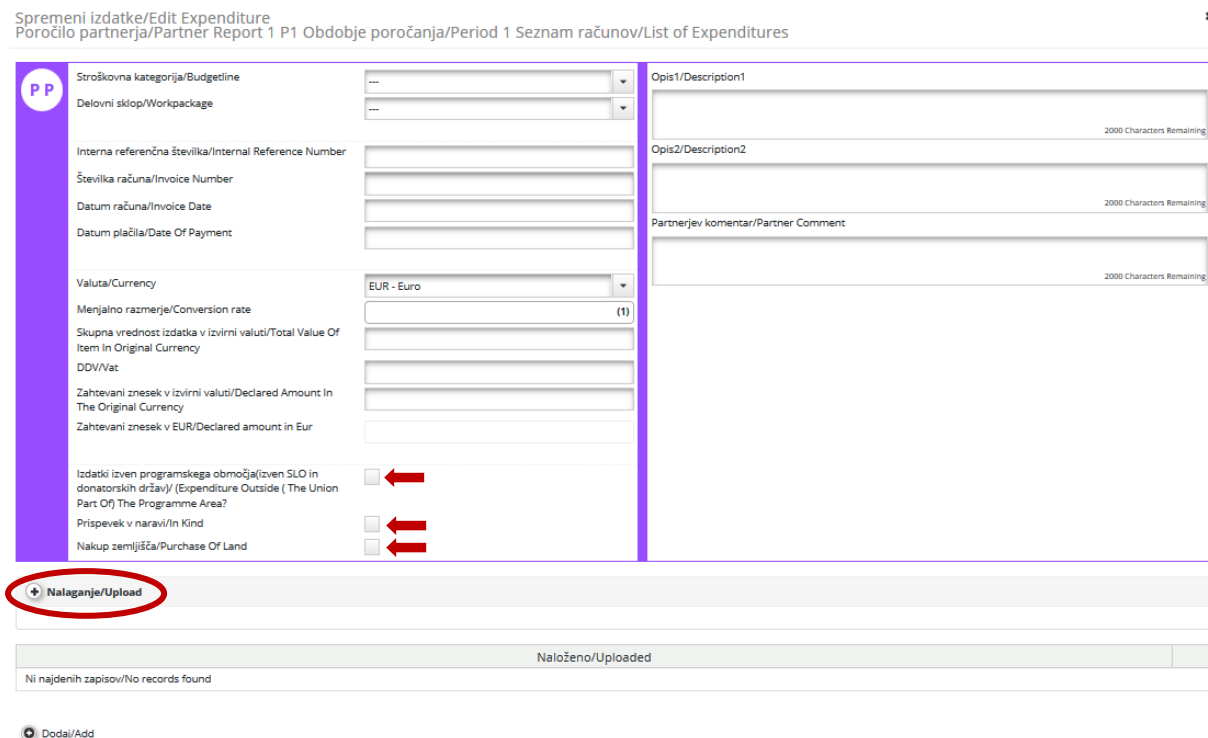 Spremeni izdatke/Edit Expenditure
Poročilo partnerja/Partner Report 1 P1 Obdobje poročanja/Period 1 Seznam računov/List of Expenditures
P P
Stroškovna kategorija/Budgetline
---
Delovni sklop/Workpackage
---
Interna referenčna številka/Internal Reference Number
Številka računa/Invoice Number
Datum računa/Invoice Date
Datum plačila/Date Of Payment
Valuta/Currency
EUR - Euro
Menjalno razmerje/Conversion rate
(1)
Skupna vrednost izdatka v izvirni valuti/Total Value Of
Item In Original Currency
DDV/Vat
Zahtevani znesek v izvirni valuti/Declared Amount In
The Original Currency
Zahtevani znesek v EUR/Declared amount in Eur
Izdatki izven programskega območja(izven SLO in
donatorskih držav)/ (Expenditure Outside ( The Union
Part Of) The Programme Area?
Prispevek v naravi/In Kind
Nakup zemljišča/Purchase Of Land
Opis1/Description1
2000 Characters Remaining
Opis2/Description2
2000 Characters Remaining
Partnerjev komentar/Partner Comment
2000 Characters Remaining
Nalaganje/Upload
Naloženo/Uploaded
Ni najdenih zapisov/No records found
Dodaj/Add